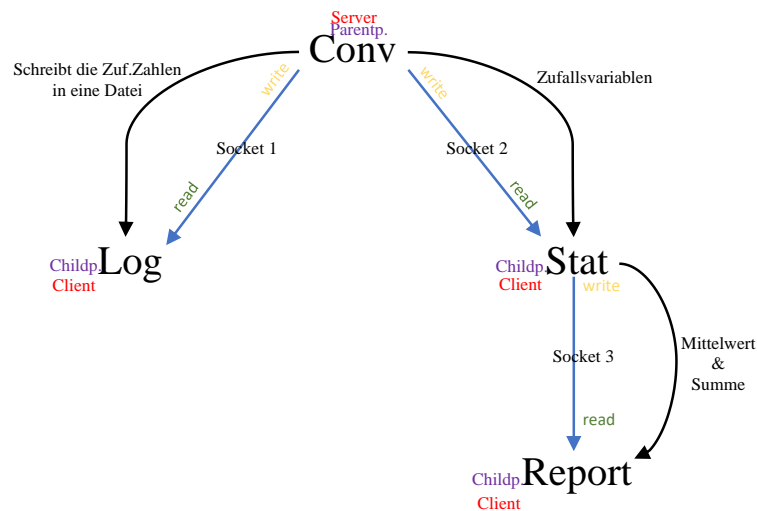 Server
Parentp.
Conv
Schreibt die Zuf.Zahlen
in eine Datei
write
write
Zufallsvariablen
Socket 1
Socket 2
read
read
Childp.
Log
Client
Childp.
Stat
Client
write
Socket 3
Mittelwert
&
Summe
read
Childp.
Report
Client